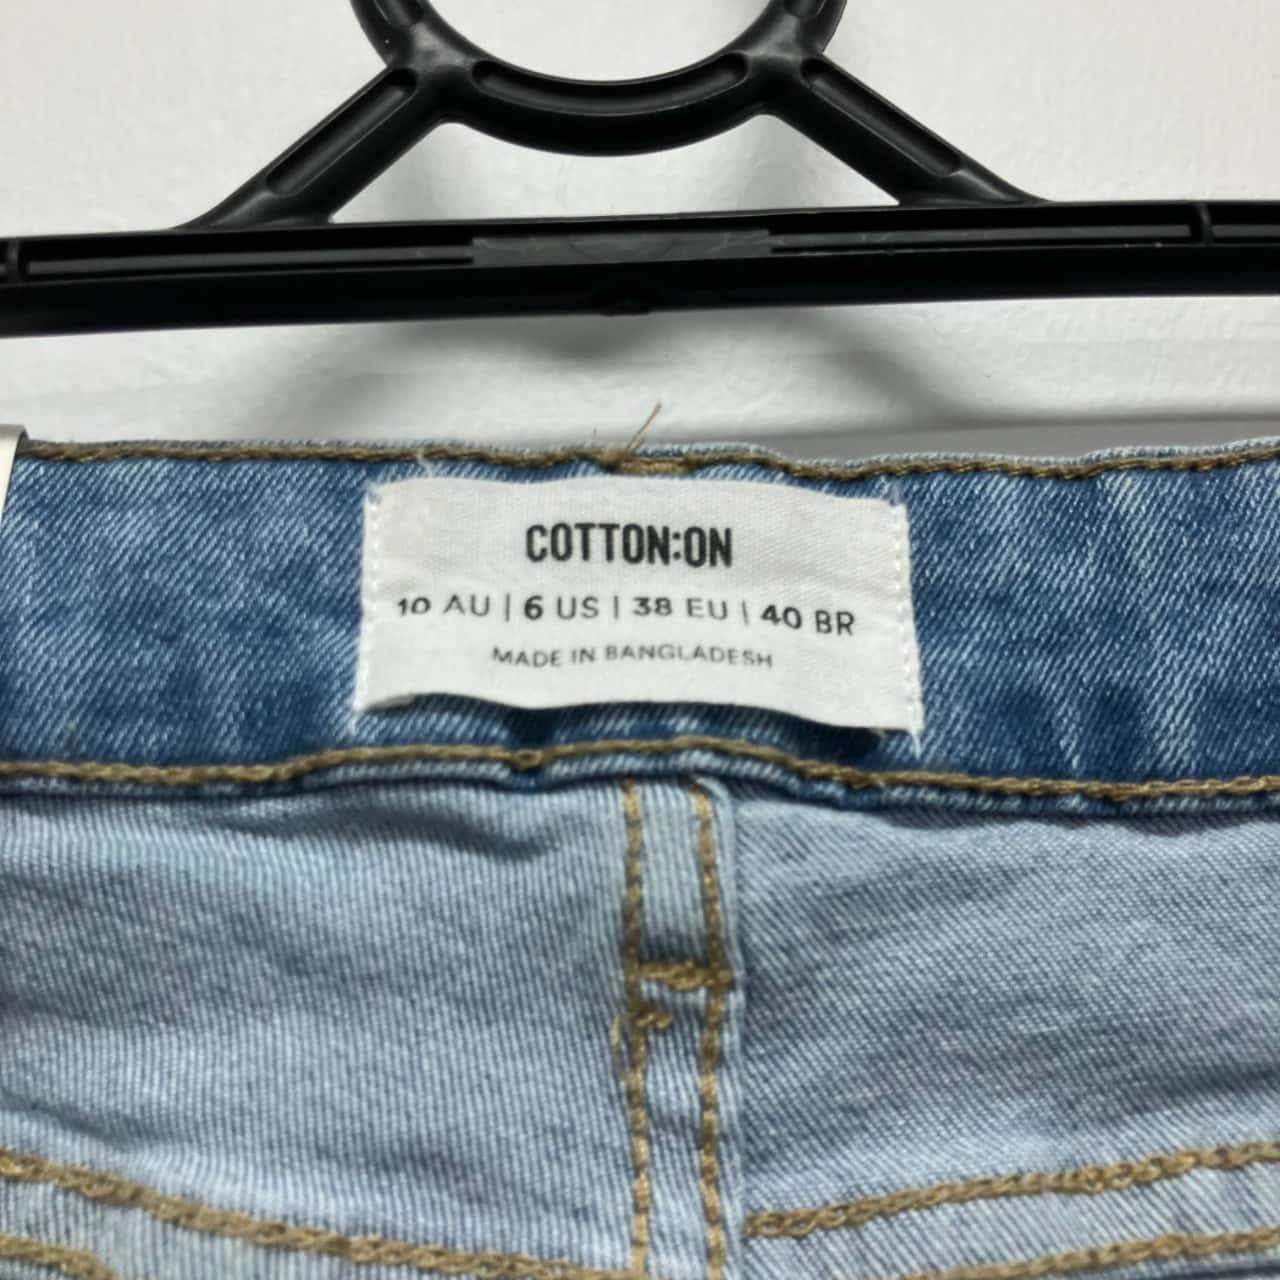 COTTON:ON
10 AU | 6 US | 38 EU | 40 BR
MADE IN BANGLADESH